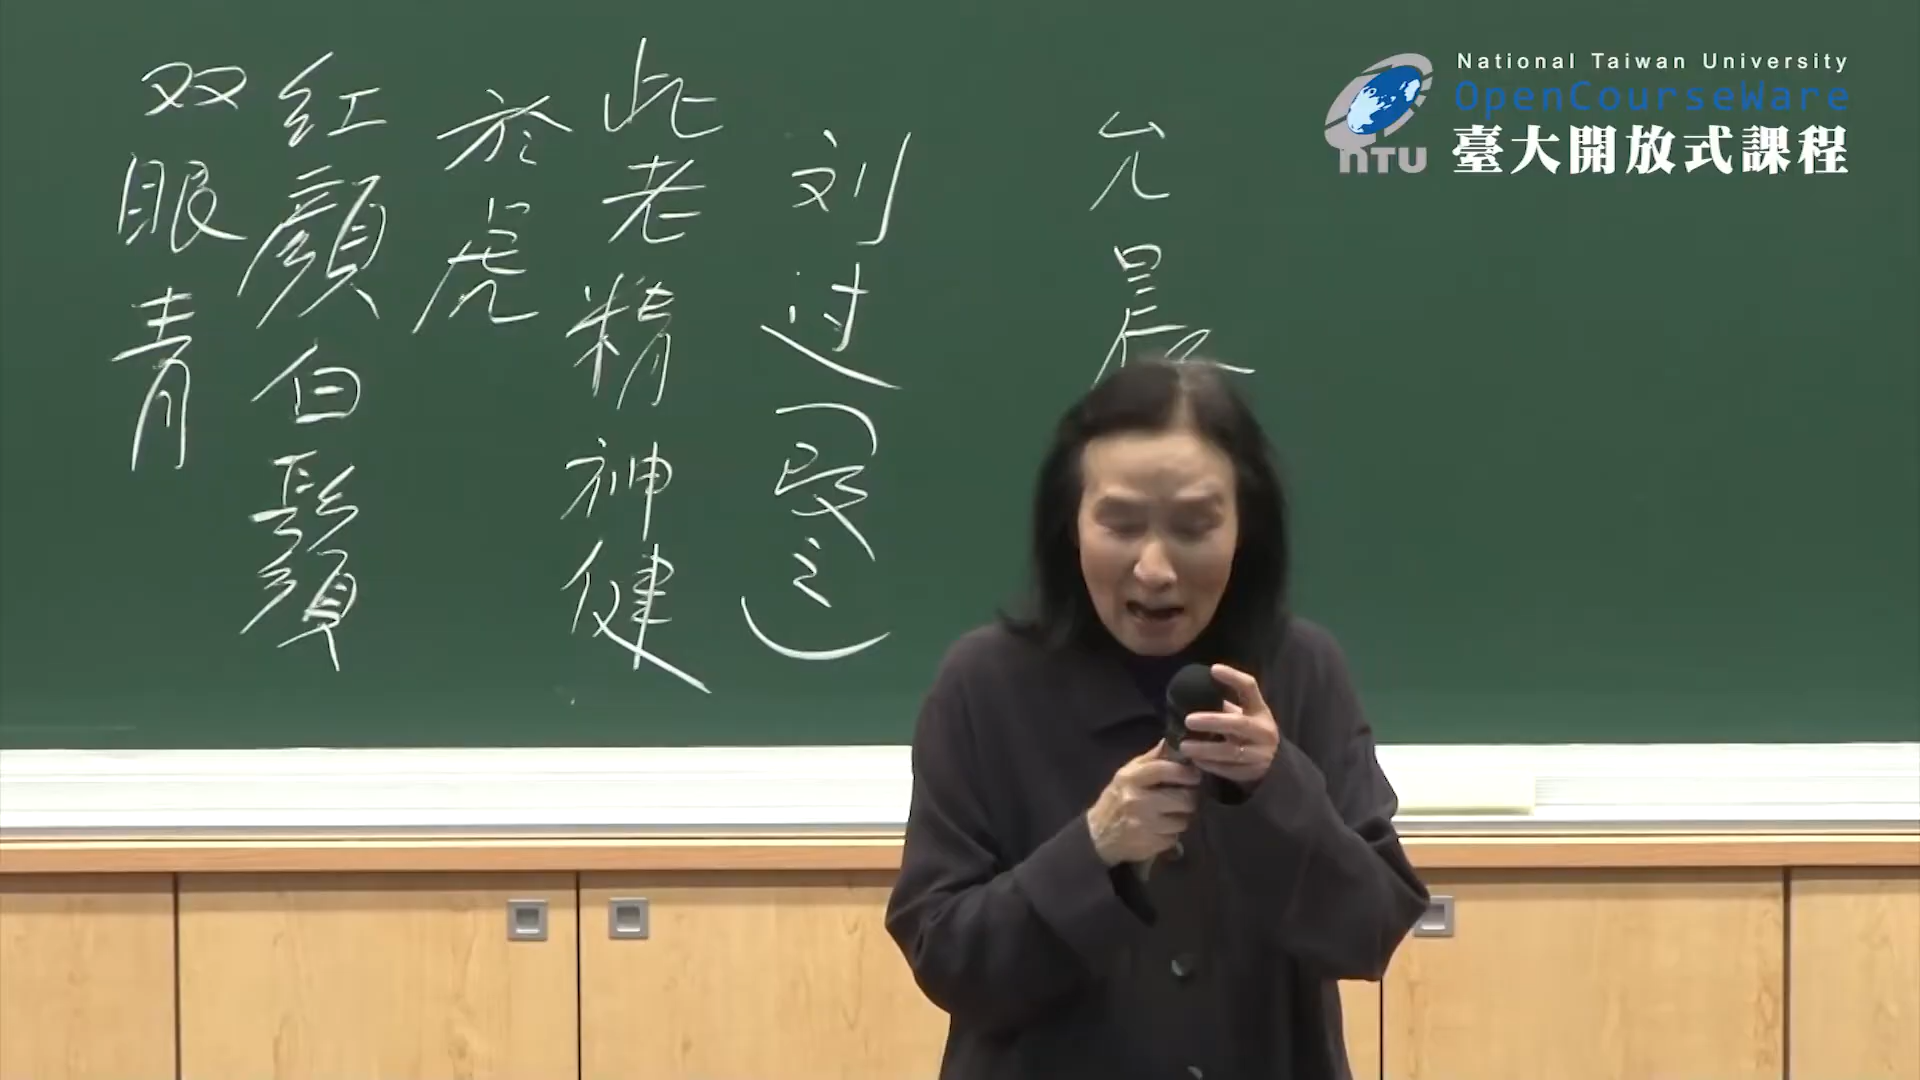 National Taiwan University
OpenCourseWare
臺大開放式課程
NTU
允晨
刘过(改之)
此老精神健
於虎
紅顏白鬚
双眼青